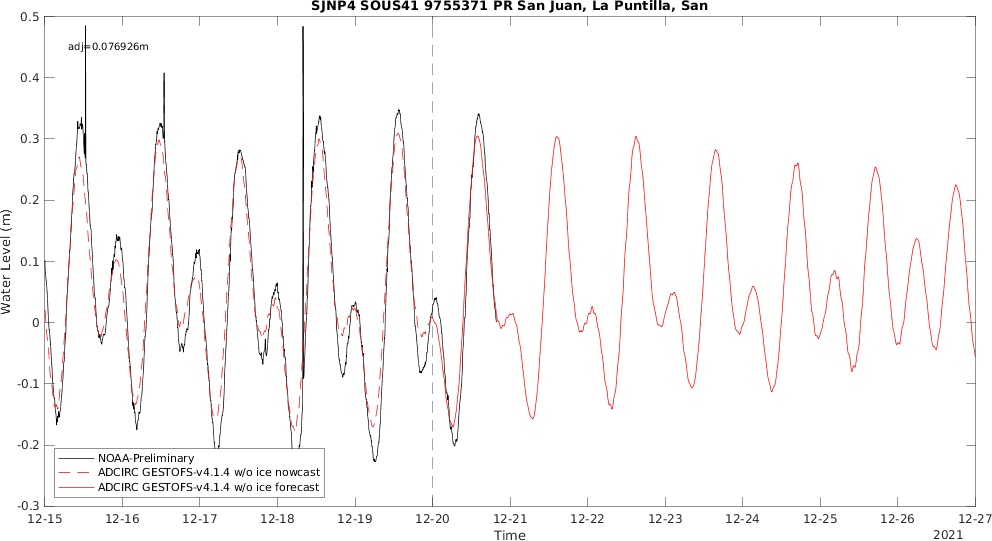 SJNP4 SOUS41 9755371 PR San Juan, La Puntilla, San
adj=0.076926m
Water Level (m)
0.5
0.4
0.3
0.2
0.1
0
-0.1
-0.2
-0.3
NOAA-Preliminary
ADCIRC GESTOFS-v4.1.4 w/o ice nowcast
ADCIRC GESTOFS-v4.1.4 w/o ice forecast
12-15 12-16 12-17 12-18 12-19 12-20 12-21 12-22 12-23 12-24 12-25 12-26 12-27
Time
2021